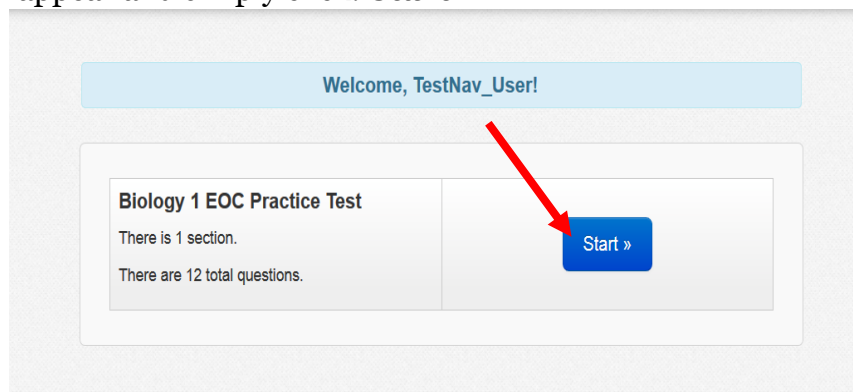 Welcome, TestNav_User!
Biology 1 EOC Practice Test
There is 1 section.
Start »
There are 12 total questions.